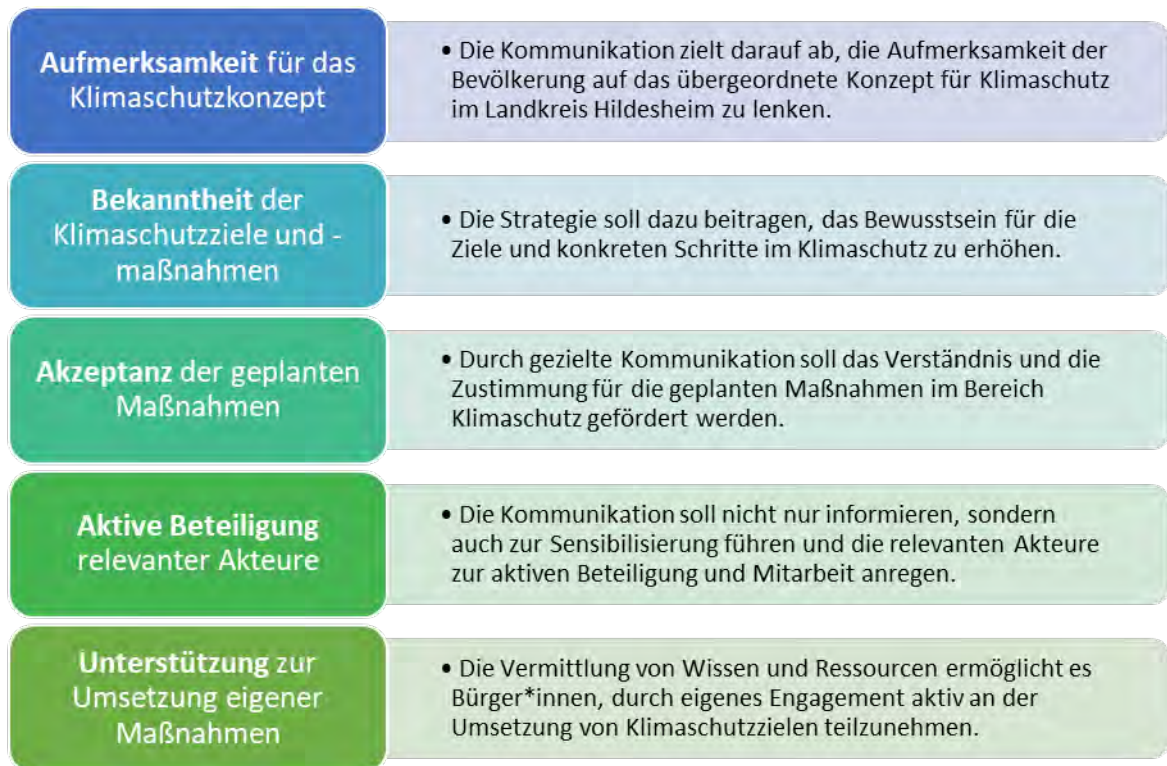 Aufmerksamkeit für das
Klimaschutzkonzept
• Die Kommunikation zielt darauf ab, die Aufmerksamkeit der
Bevölkerung auf das übergeordnete Konzept für Klimaschutz
im Landkreis Hildesheim zu lenken.
Bekanntheit der
Klimaschutzziele und -
maßnahmen
• Die Strategie soll dazu beitragen, das Bewusstsein für die
Ziele und konkreten Schritte im Klimaschutz zu erhöhen.
Akzeptanz der geplanten
Maßnahmen
• Durch gezielte Kommunikation soll das Verständnis und die
Zustimmung für die geplanten Maßnahmen im Bereich
Klimaschutz gefördert werden.
Aktive Beteiligung
relevanter Akteure
• Die Kommunikation soll nicht nur informieren, sondern
auch zur Sensibilisierung führen und die relevanten Akteure
zur aktiven Beteiligung und Mitarbeit anregen.
Unterstützung zur
Umsetzung eigener
Maßnahmen
• Die Vermittlung von Wissen und Ressourcen ermöglicht es
Bürger*innen, durch eigenes Engagement aktiv an der
Umsetzung von Klimaschutzzielen teilzunehmen.